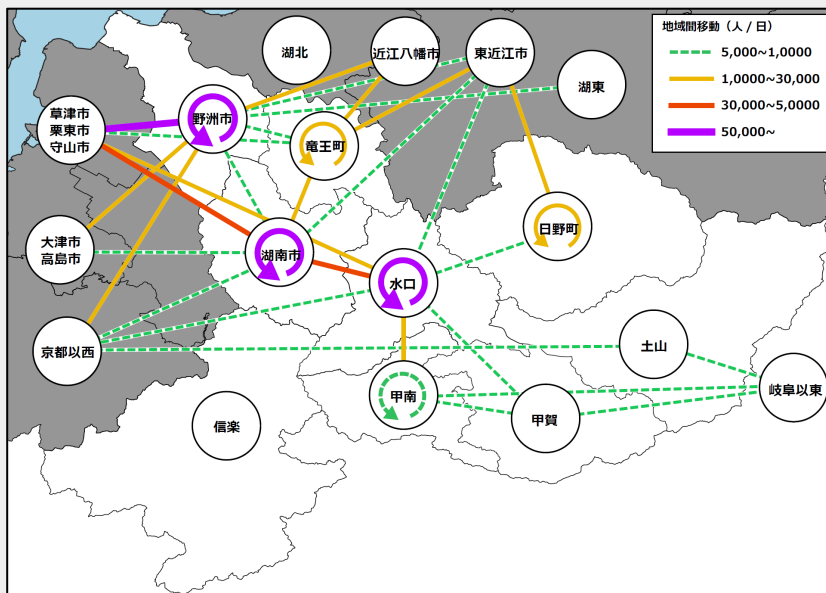 地域間移動（人 / 日）
5,000~1,0000
1,0000~30,000
30,000~5,0000
50,000~
湖北
近江八幡市
東近江市
湖東
草津市
栗東市
守山市
野洲市
竜王町
日野町
大津市
高島市
湖南市
水口
京都以西
土山
岐阜以東
甲南
甲賀
信楽